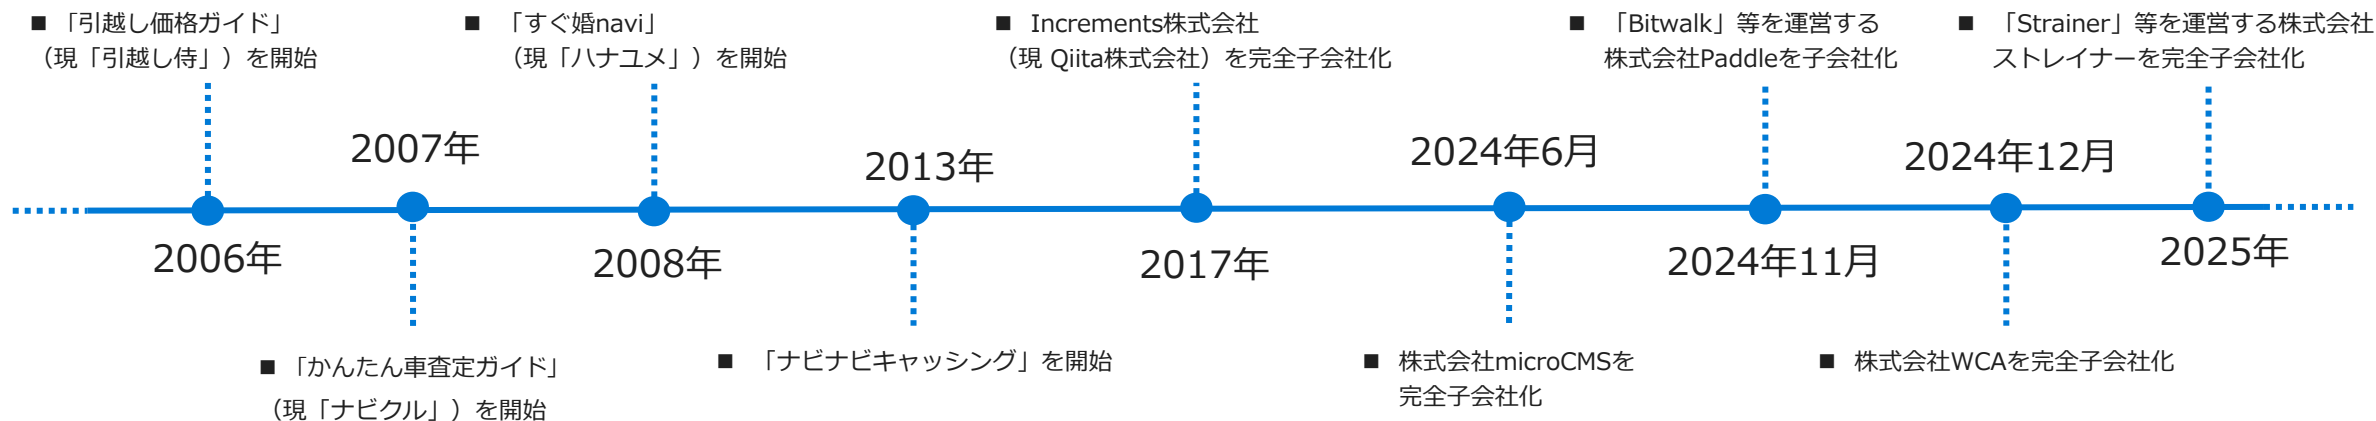 ■ 「引越し価格ガイド」
（現「引越し侍」）を開始
■ 「すぐ婚navi」
（現「ハナユメ」）を開始
■ Increments株式会社
（現 Qiita株式会社）を完全子会社化
■ 「Bitwalk」等を運営する
株式会社Paddleを子会社化
■ 「Strainer」等を運営する株式会社
ストレイナーを完全子会社化
2007年
2013年
2024年6月
2024年12月
2006年
2008年
2017年
2024年11月
2025年
■ 「かんたん車査定ガイド」
（現「ナビクル」）を開始
■ 「ナビナビキャッシング」を開始
■ 株式会社microCMSを
完全子会社化
■ 株式会社WCAを完全子会社化